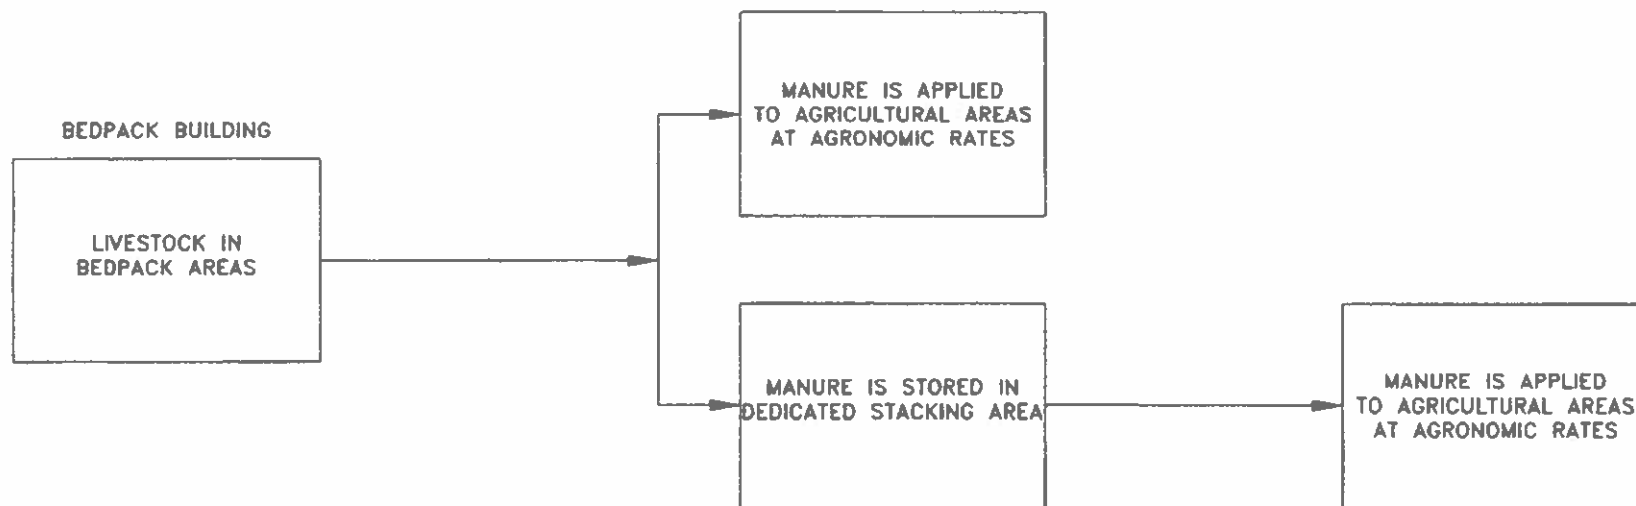 BEDPACK BUILDING
LIVESTOCK IN
BEDPACK AREAS
MANURE IS APPLIED
TO AGRICULTURAL AREAS
AT AGRONOMIC RATES
MANURE IS STORED IN
DEDICATED STACKING AREA
MANURE IS APPLIED
TO AGRICULTURAL AREAS
AT AGRONOMIC RATES